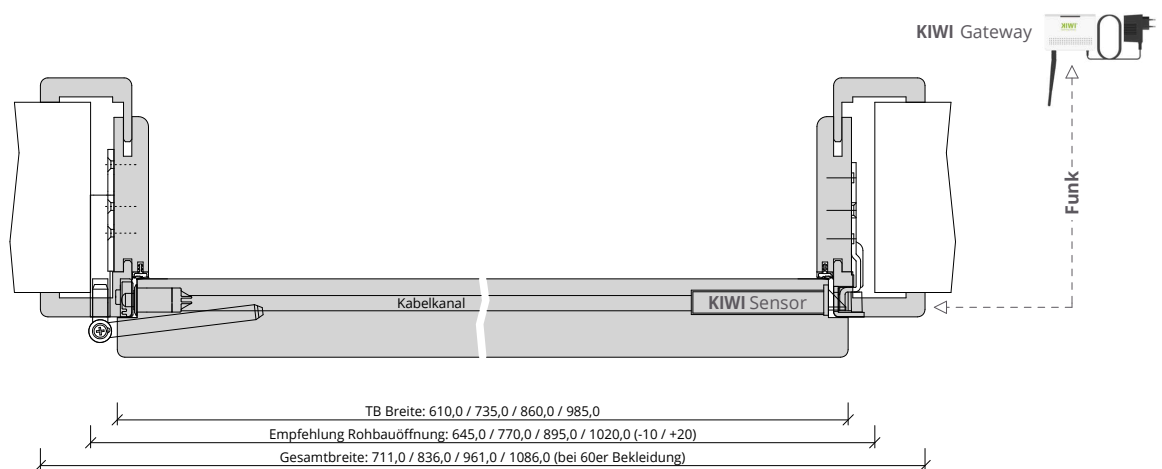 KIWI Gateway
KIWI
Funk
Kabelkanal
KIWI Sensor
TB Breite: 610,0 / 735,0 / 860,0 / 985,0
Empfehlung Rohbauöffnung: 645,0 / 770,0 / 895,0 / 1020,0 (-10 / +20)
Gesamtbreite: 711,0 / 836,0 / 961,0 / 1086,0 (bei 60er Bekleidung)